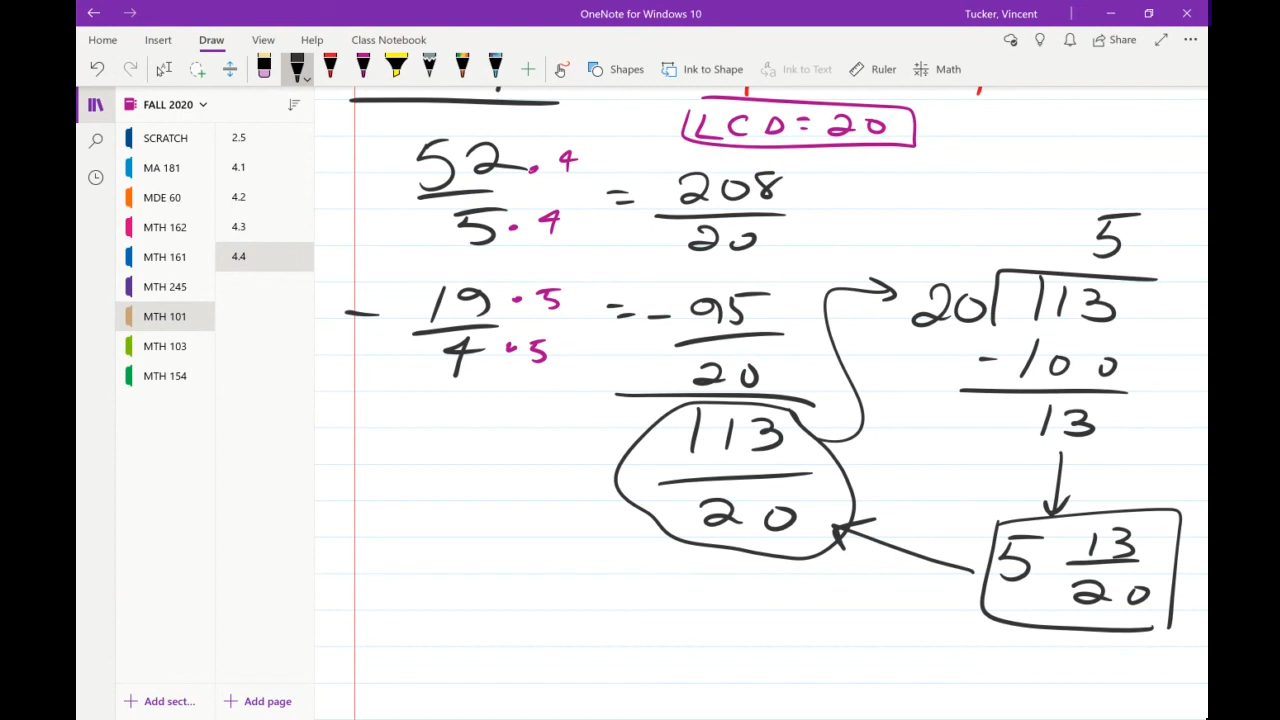 OneNote for Windows 10
Tucker, Vincent
Home Insert Draw View Help Class Notebook
Share
Shapes Ink to Shape Ink to Text Ruler Math
FALL 2020
SCRATCH
MA 181
MDE 60
MTH 162
MTH 161
MTH 245
MTH 101
MTH 103
MTH 154
2.5
4.1
4.2
4.3
4.4
Add sect...
Add page
LCD = 20
52 · 4
5 · 4
= 208
20
- 19 · 5
4 · 5
= - 95
20
113
20
5
20 113
- 100
13
5 13
20